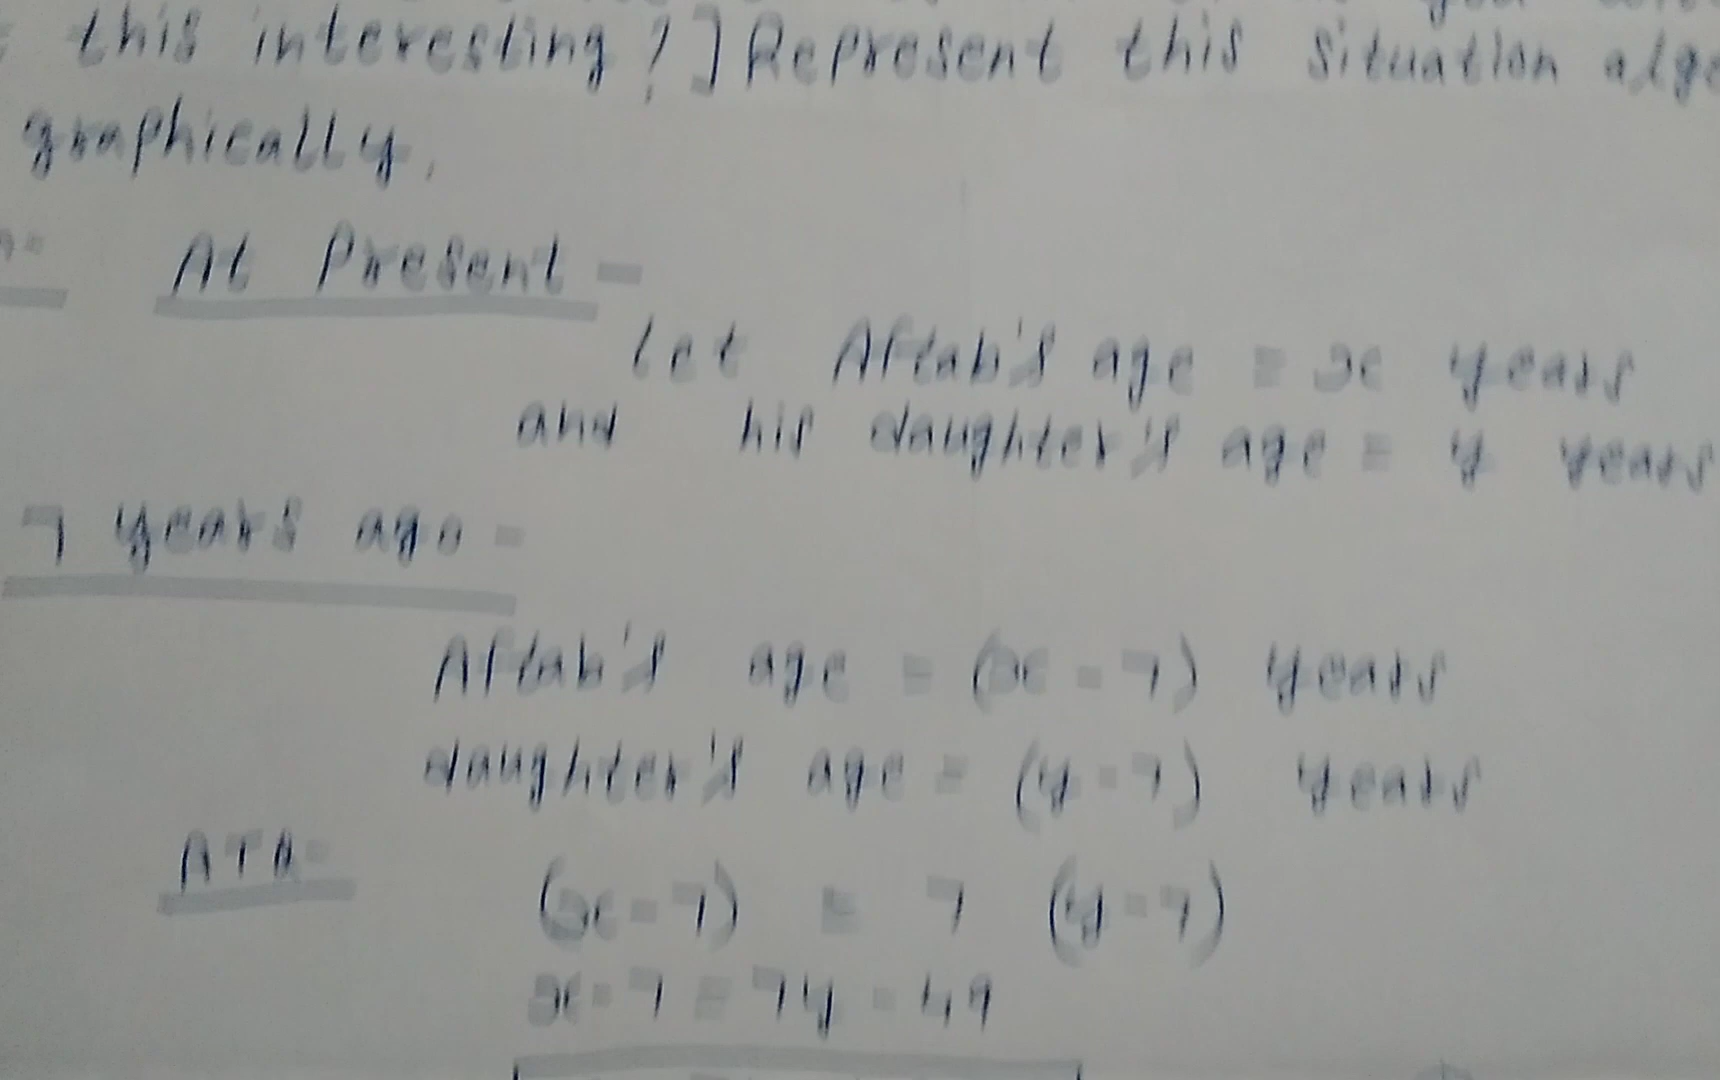 this interesting?] Represent this situation alge
graphically.
At Present -
Let Aftab's age = x years
and his daughter's age = y years
7 years ago -
Aftab's age = (x - 7) years
daughter's age = (y - 7) years
ATQ
(x - 7) = 7 (y - 7)
x - 7 = 7y - 49